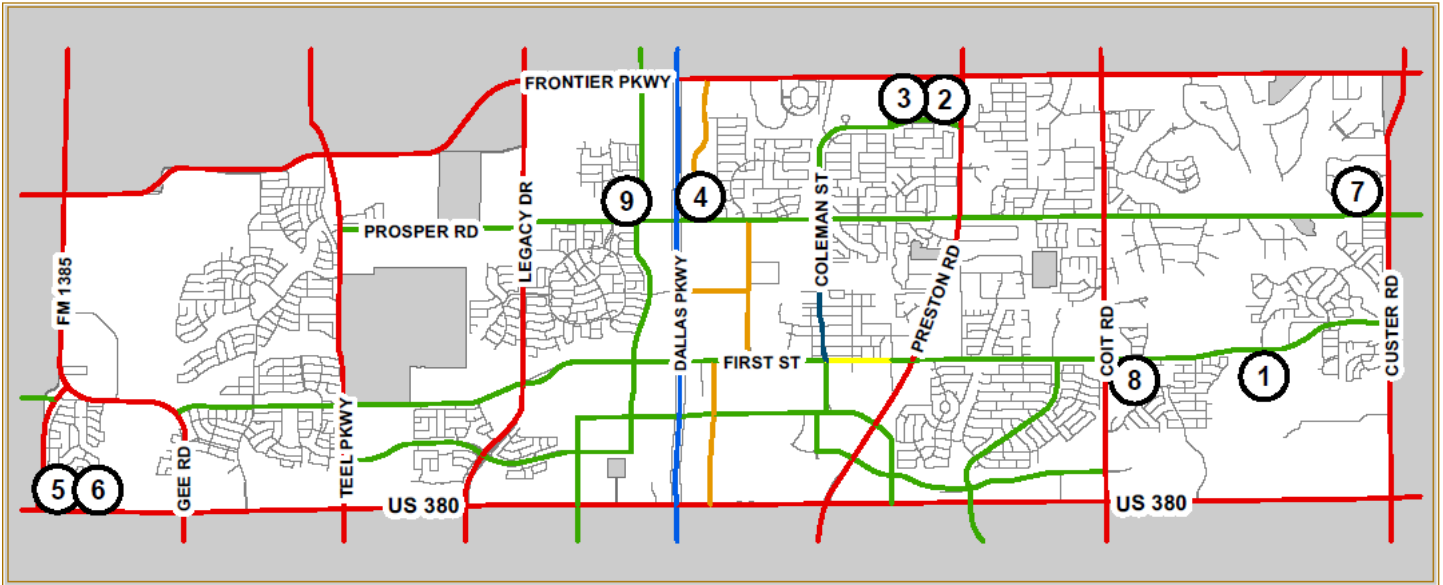 FRONTIER PKWY
3 2
4
9
7
PROSPER RD
LEGACY DR
COLEMAN ST
FM 1385
DALLAS PKWY
PRESTON RD
COIT RD
CUSTER RD
FIRST ST
8
1
TEEL PKWY
GEE RD
5 6
US 380
US 380